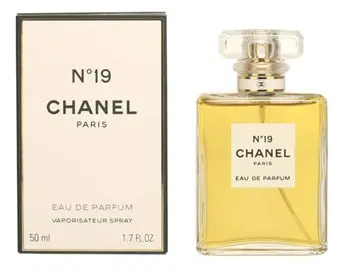 N°19
CHANEL
PARIS
EAU DE PARFUM
VAPORISATEUR SPRAY
50 ml 1.7 FL.OZ
N°19
CHANEL
PARIS
EAU DE PARFUM